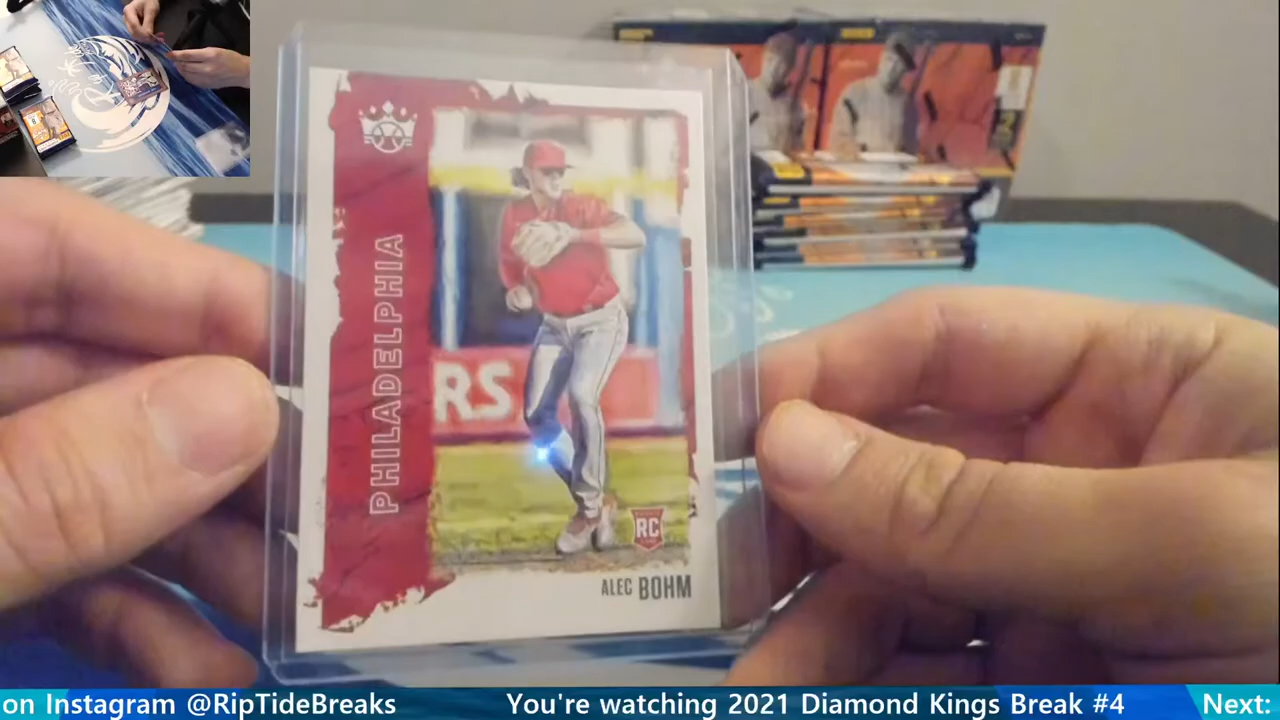 PHILADELPHIA
RS
RC
ALEC BOHM
on Instagram @RipTideBreaks
You're watching 2021 Diamond Kings Break #4
Next: